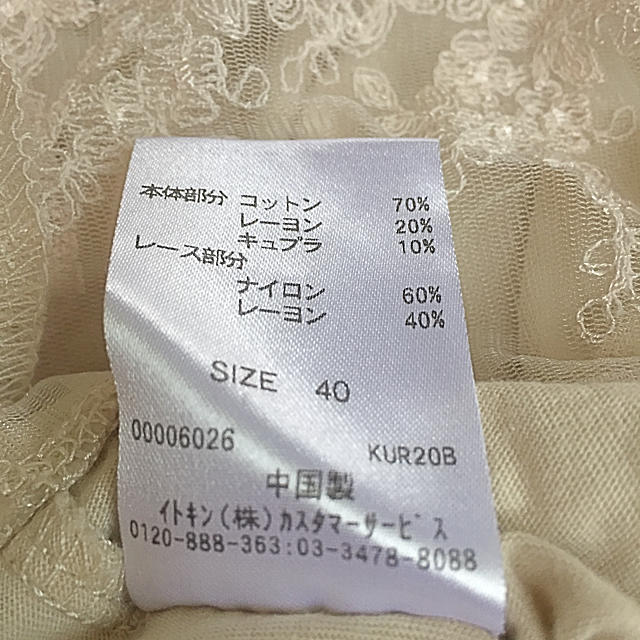 本体部分 コットン 70%
レーヨン 20%
キュプラ 10%
レース部分
ナイロン 60%
レーヨン 40%
SIZE 40
00006026 KUR20B
中国製
ｲﾄｷﾝ(株)ｶｽﾀﾏｰｻｰﾋﾞｽ
0120-888-363:03-3478-8088